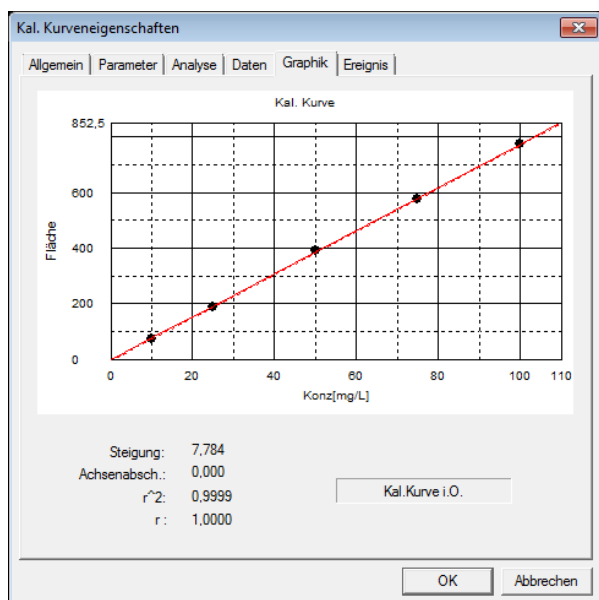 Kal. Kurveneigenschaften
Allgemein Parameter Analyse Daten Graphik Ereignis
Kal. Kurve
852,5
600
400
200
0
Fläche
0 20 40 60 80 100 110
Konz[mg/L]
Steigung: 7,784
Achsenabsch.: 0,000
r^2: 0,9999
r : 1,0000
Kal.Kurve i.O.
OK Abbrechen